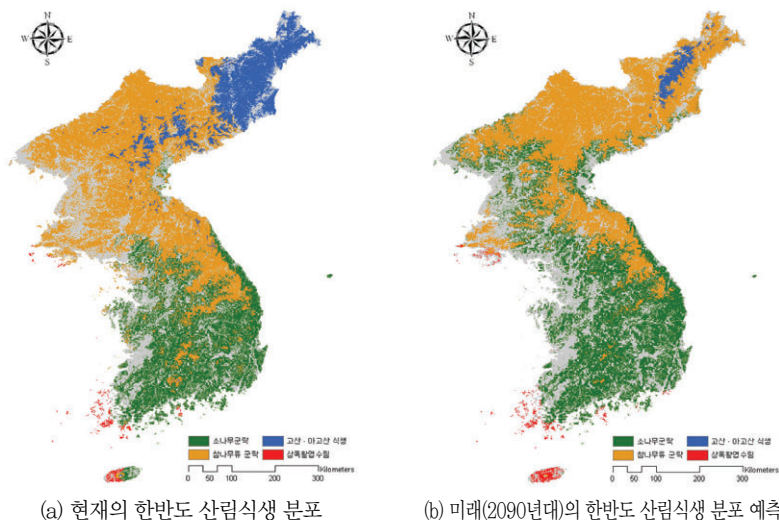 N
W E
S
소나무군락
고산·아고산 식생
참나무류 군락
상록활엽수림
Kilometers
0 50 100 200 300
(a) 현재의 한반도 산림식생 분포
N
W E
S
소나무군락
고산·아고산 식생
참나무류 군락
상록활엽수림
Kilometers
0 50 100 200 300
(b) 미래(2090년대)의 한반도 산림식생 분포 예측